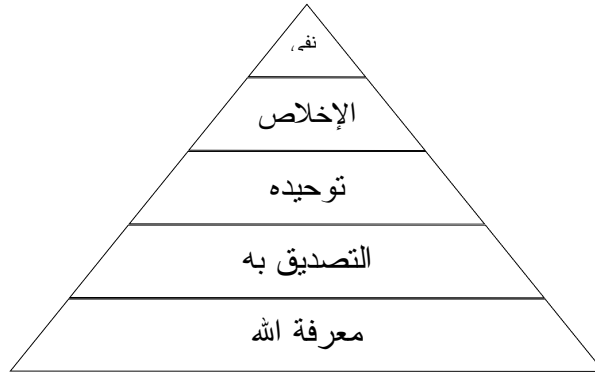 نفي
الإخلاص
توحيده
التصديق به
معرفة الله